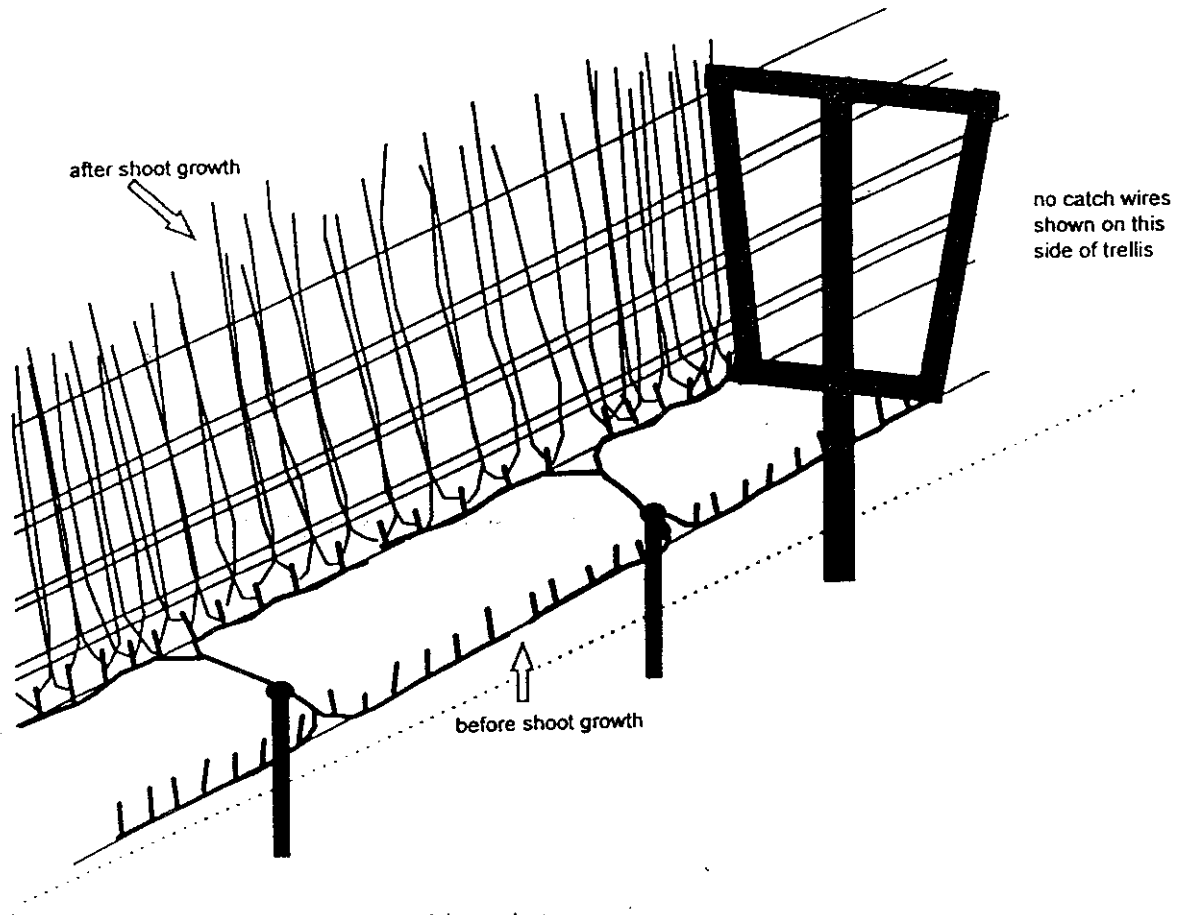 after shoot growth
no catch wires
shown on this
side of trellis
before shoot growth